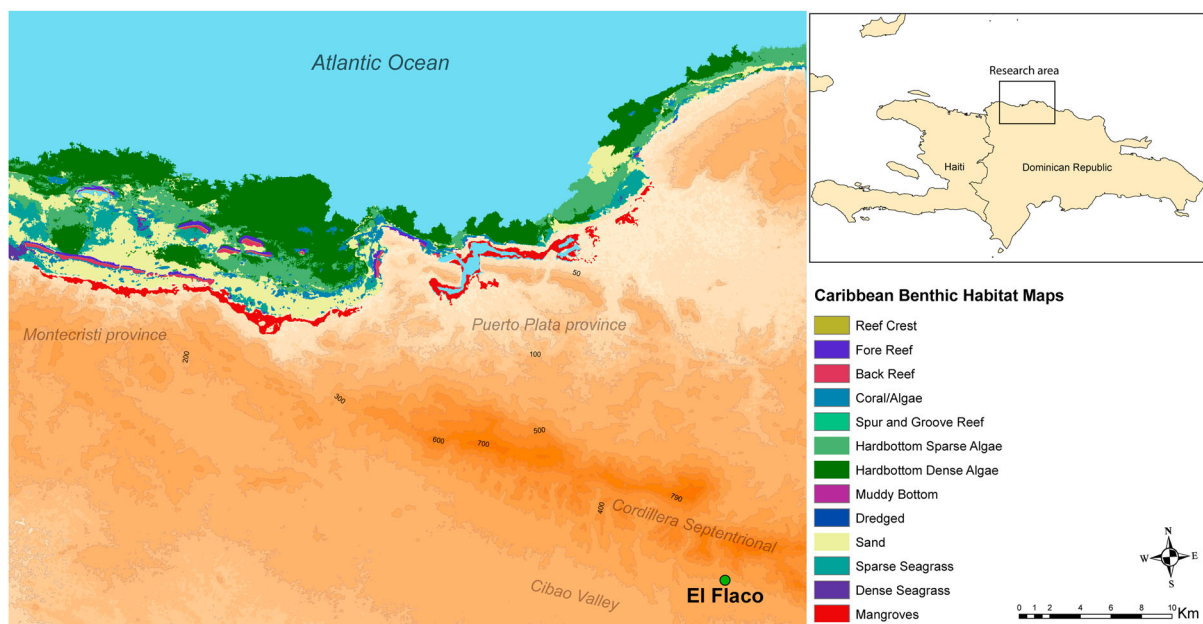 Atlantic Ocean
Montecristi province
Puerto Plata province
50
100
200
300
500
600
700
790
400
Cordillera Septentrional
Cibao Valley
El Flaco
Research area
Haiti
Dominican Republic
Caribbean Benthic Habitat Maps
Reef Crest
Fore Reef
Back Reef
Coral/Algae
Spur and Groove Reef
Hardbottom Sparse Algae
Hardbottom Dense Algae
Muddy Bottom
Dredged
Sand
Sparse Seagrass
Dense Seagrass
Mangroves
N
W E
S
0 1 2 4 6 8 10
Km